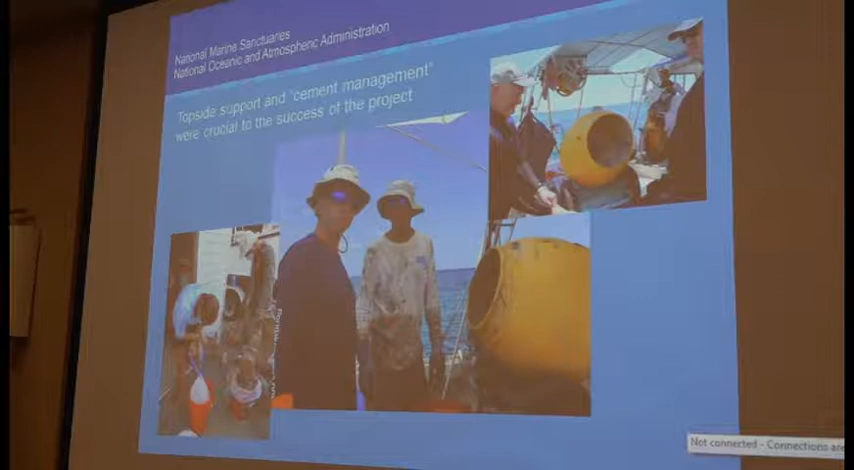 National Marine Sanctuaries
National Oceanic and Atmospheric Administration
Topside support and "cement management"
were crucial to the success of the project
Not connected - Connections are